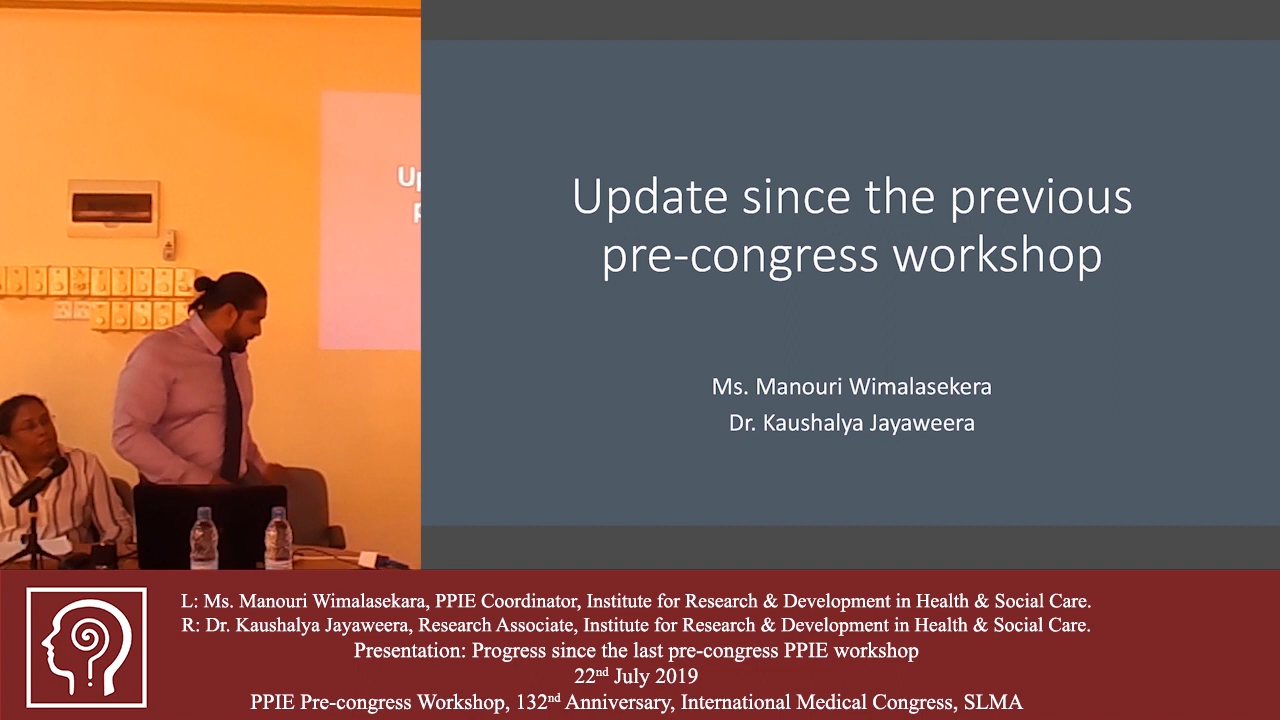 Up
p
Update since the previous
pre-congress workshop
Ms. Manouri Wimalasekera
Dr. Kaushalya Jayaweera
L: Ms. Manouri Wimalasekara, PPIE Coordinator, Institute for Research & Development in Health & Social Care.
R: Dr. Kaushalya Jayaweera, Research Associate, Institute for Research & Development in Health & Social Care.
Presentation: Progress since the last pre-congress PPIE workshop
22nd July 2019
PPIE Pre-congress Workshop, 132nd Anniversary, International Medical Congress, SLMA